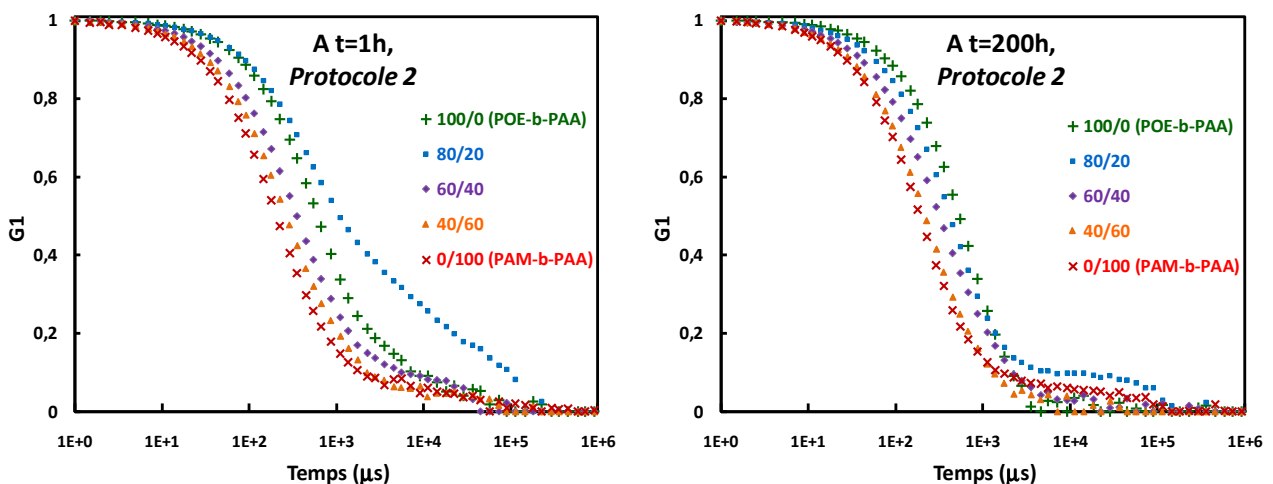 A t=1h,
Protocole 2
100/0 (POE-b-PAA)
80/20
60/40
40/60
0/100 (PAM-b-PAA)
G1
1
0,8
0,6
0,4
0,2
0
1E+0 1E+1 1E+2 1E+3 1E+4 1E+5 1E+6
Temps (µs)
A t=200h,
Protocole 2
100/0 (POE-b-PAA)
80/20
60/40
40/60
0/100 (PAM-b-PAA)
G1
1
0,8
0,6
0,4
0,2
0
1E+0 1E+1 1E+2 1E+3 1E+4 1E+5 1E+6
Temps (µs)